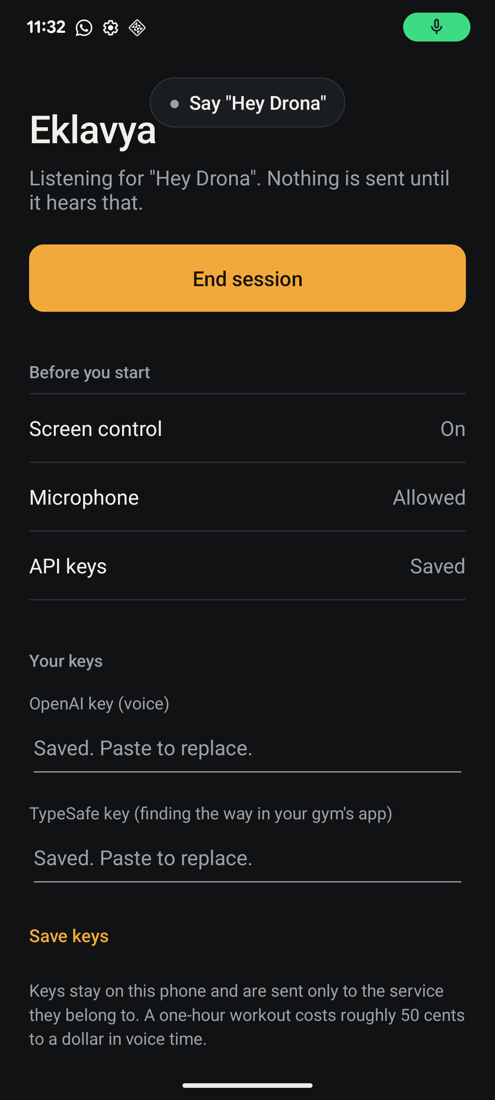 11:32
Say "Hey Drona"
Eklavya
Listening for "Hey Drona". Nothing is sent until
it hears that.
End session
Before you start
Screen control On
Microphone Allowed
API keys Saved
Your keys
OpenAI key (voice)
Saved. Paste to replace.
TypeSafe key (finding the way in your gym's app)
Saved. Paste to replace.
Save keys
Keys stay on this phone and are sent only to the service
they belong to. A one-hour workout costs roughly 50 cents
to a dollar in voice time.